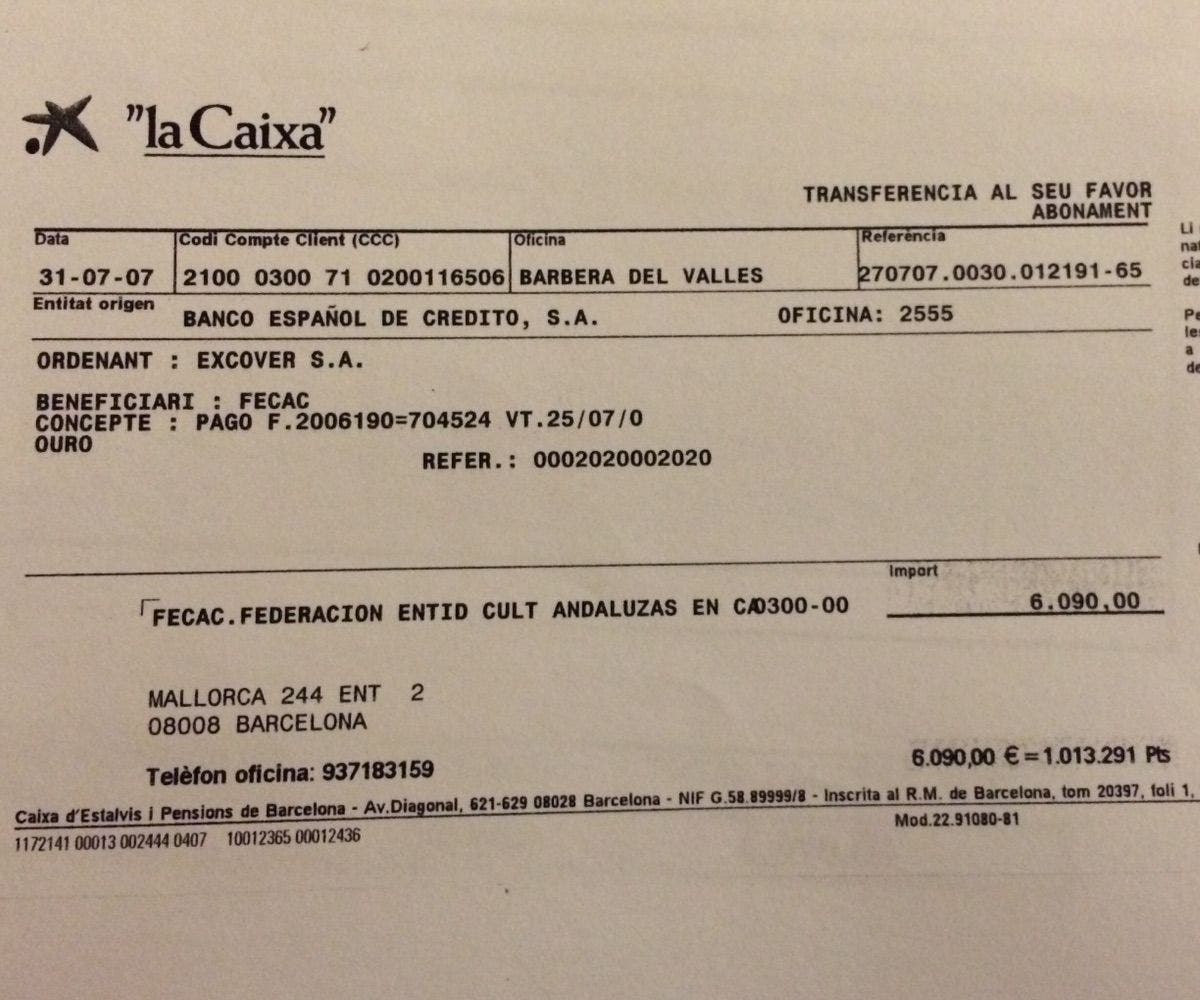 "la Caixa"
TRANSFERENCIA AL SEU FAVOR
ABONAMENT
Data Codi Compte Client (CCC) Oficina Referència
31-07-07 2100 0300 71 0200116506 BARBERA DEL VALLES 270707.0030.012191-65
Entitat origen
BANCO ESPAÑOL DE CREDITO, S.A. OFICINA: 2555
ORDENANT : EXCOVER S.A.
BENEFICIARI : FECAC
CONCEPTE : PAGO F.2006190=704524 VT.25/07/0
OURO
REFER.: 0002020002020
Import
FECAC.FEDERACION ENTID CULT ANDALUZAS EN CA0300-00 6.090,00
MALLORCA 244 ENT 2
08008 BARCELONA
Telèfon oficina: 937183159
6.090,00 € = 1.013.291 Pts
Caixa d'Estalvis i Pensions de Barcelona - Av.Diagonal, 621-629 08028 Barcelona - NIF G.58.89999/8 - Inscrita al R.M. de Barcelona, tom 20397, foli 1,
Mod.22.91080-81
1172141 00013 002444 0407 10012365 00012436